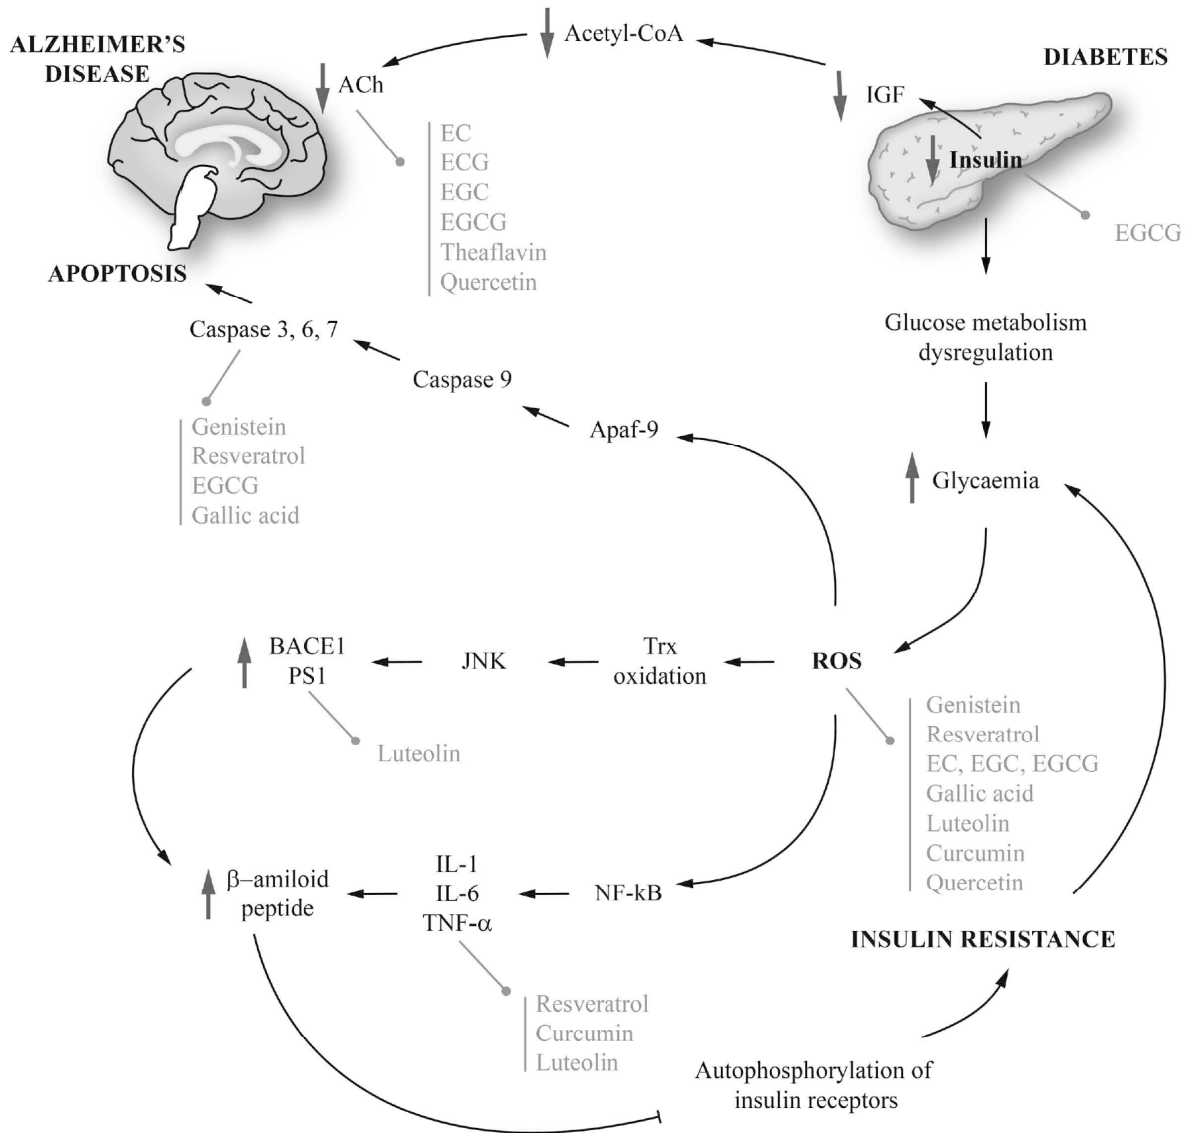 ALZHEIMER'S
DISEASE
Acetyl-CoA
DIABETES
ACh
IGF
EC
ECG
EGC
EGCG
Theaflavin
Quercetin
Insulin
EGCG
APOPTOSIS
Caspase 3, 6, 7
Glucose metabolism
dysregulation
Caspase 9
Apaf-9
Genistein
Resveratrol
EGCG
Gallic acid
Glycaemia
BACE1
PS1
JNK
Trx
oxidation
ROS
Luteolin
Genistein
Resveratrol
EC, EGC, EGCG
Gallic acid
Luteolin
Curcumin
Quercetin
β–amiloid
peptide
IL-1
IL-6
TNF-α
NF-kB
INSULIN RESISTANCE
Resveratrol
Curcumin
Luteolin
Autophosphorylation of
insulin receptors